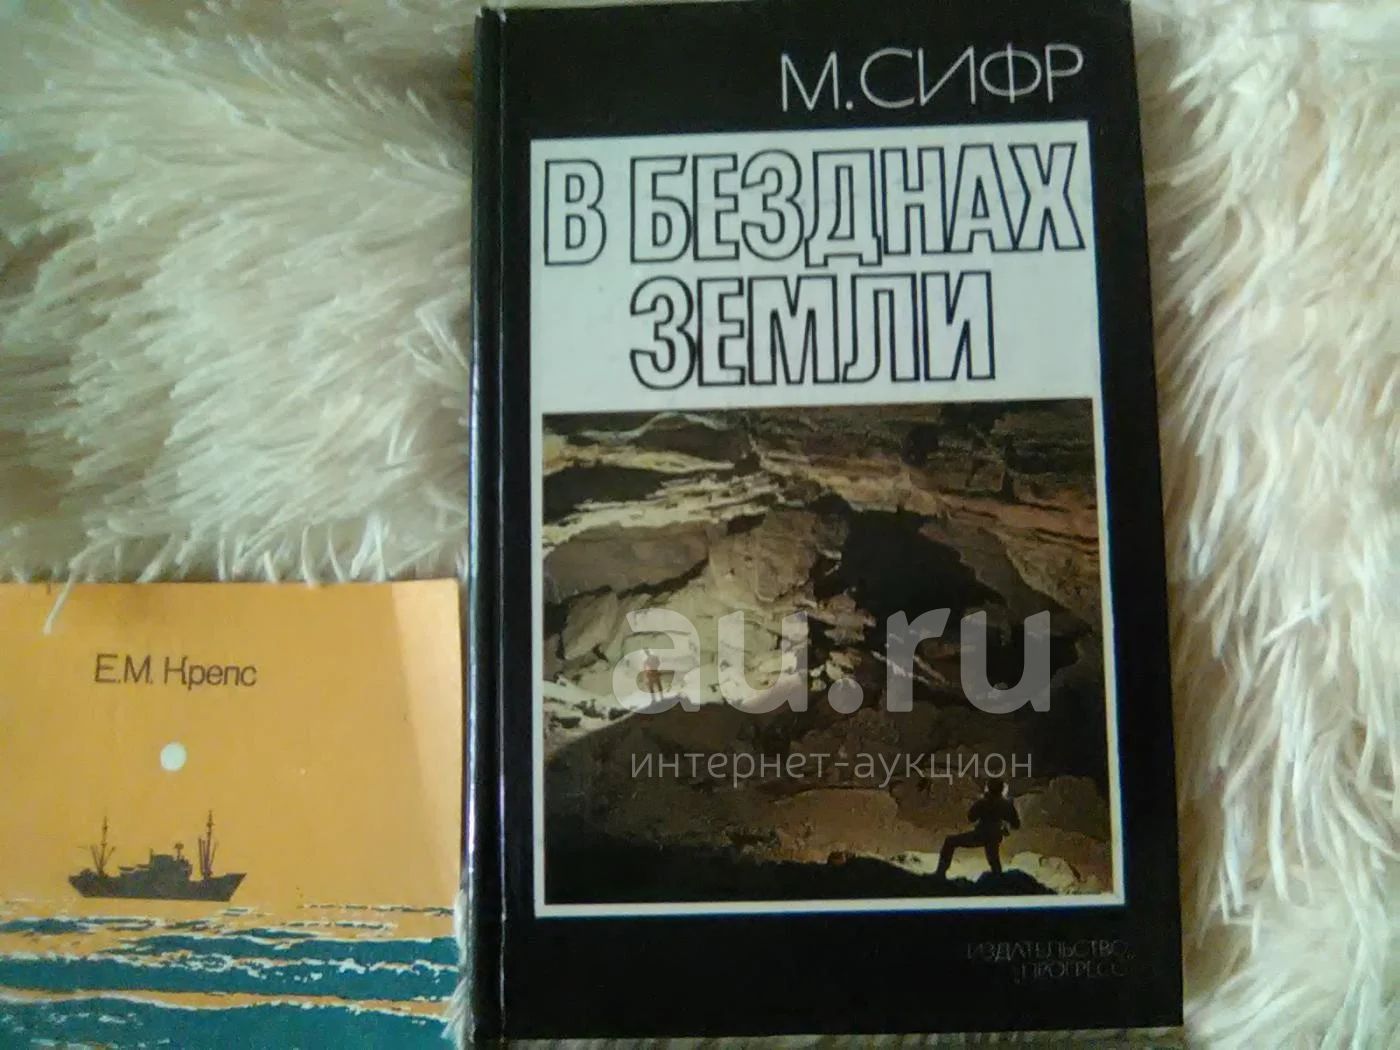 М.СИФР
В БЕЗДНАХ
ЗЕМЛИ
au.ru
интернет-аукцион
ИЗДАТЕЛЬСТВО
„ПРОГРЕСС"
Е.М. Крепс